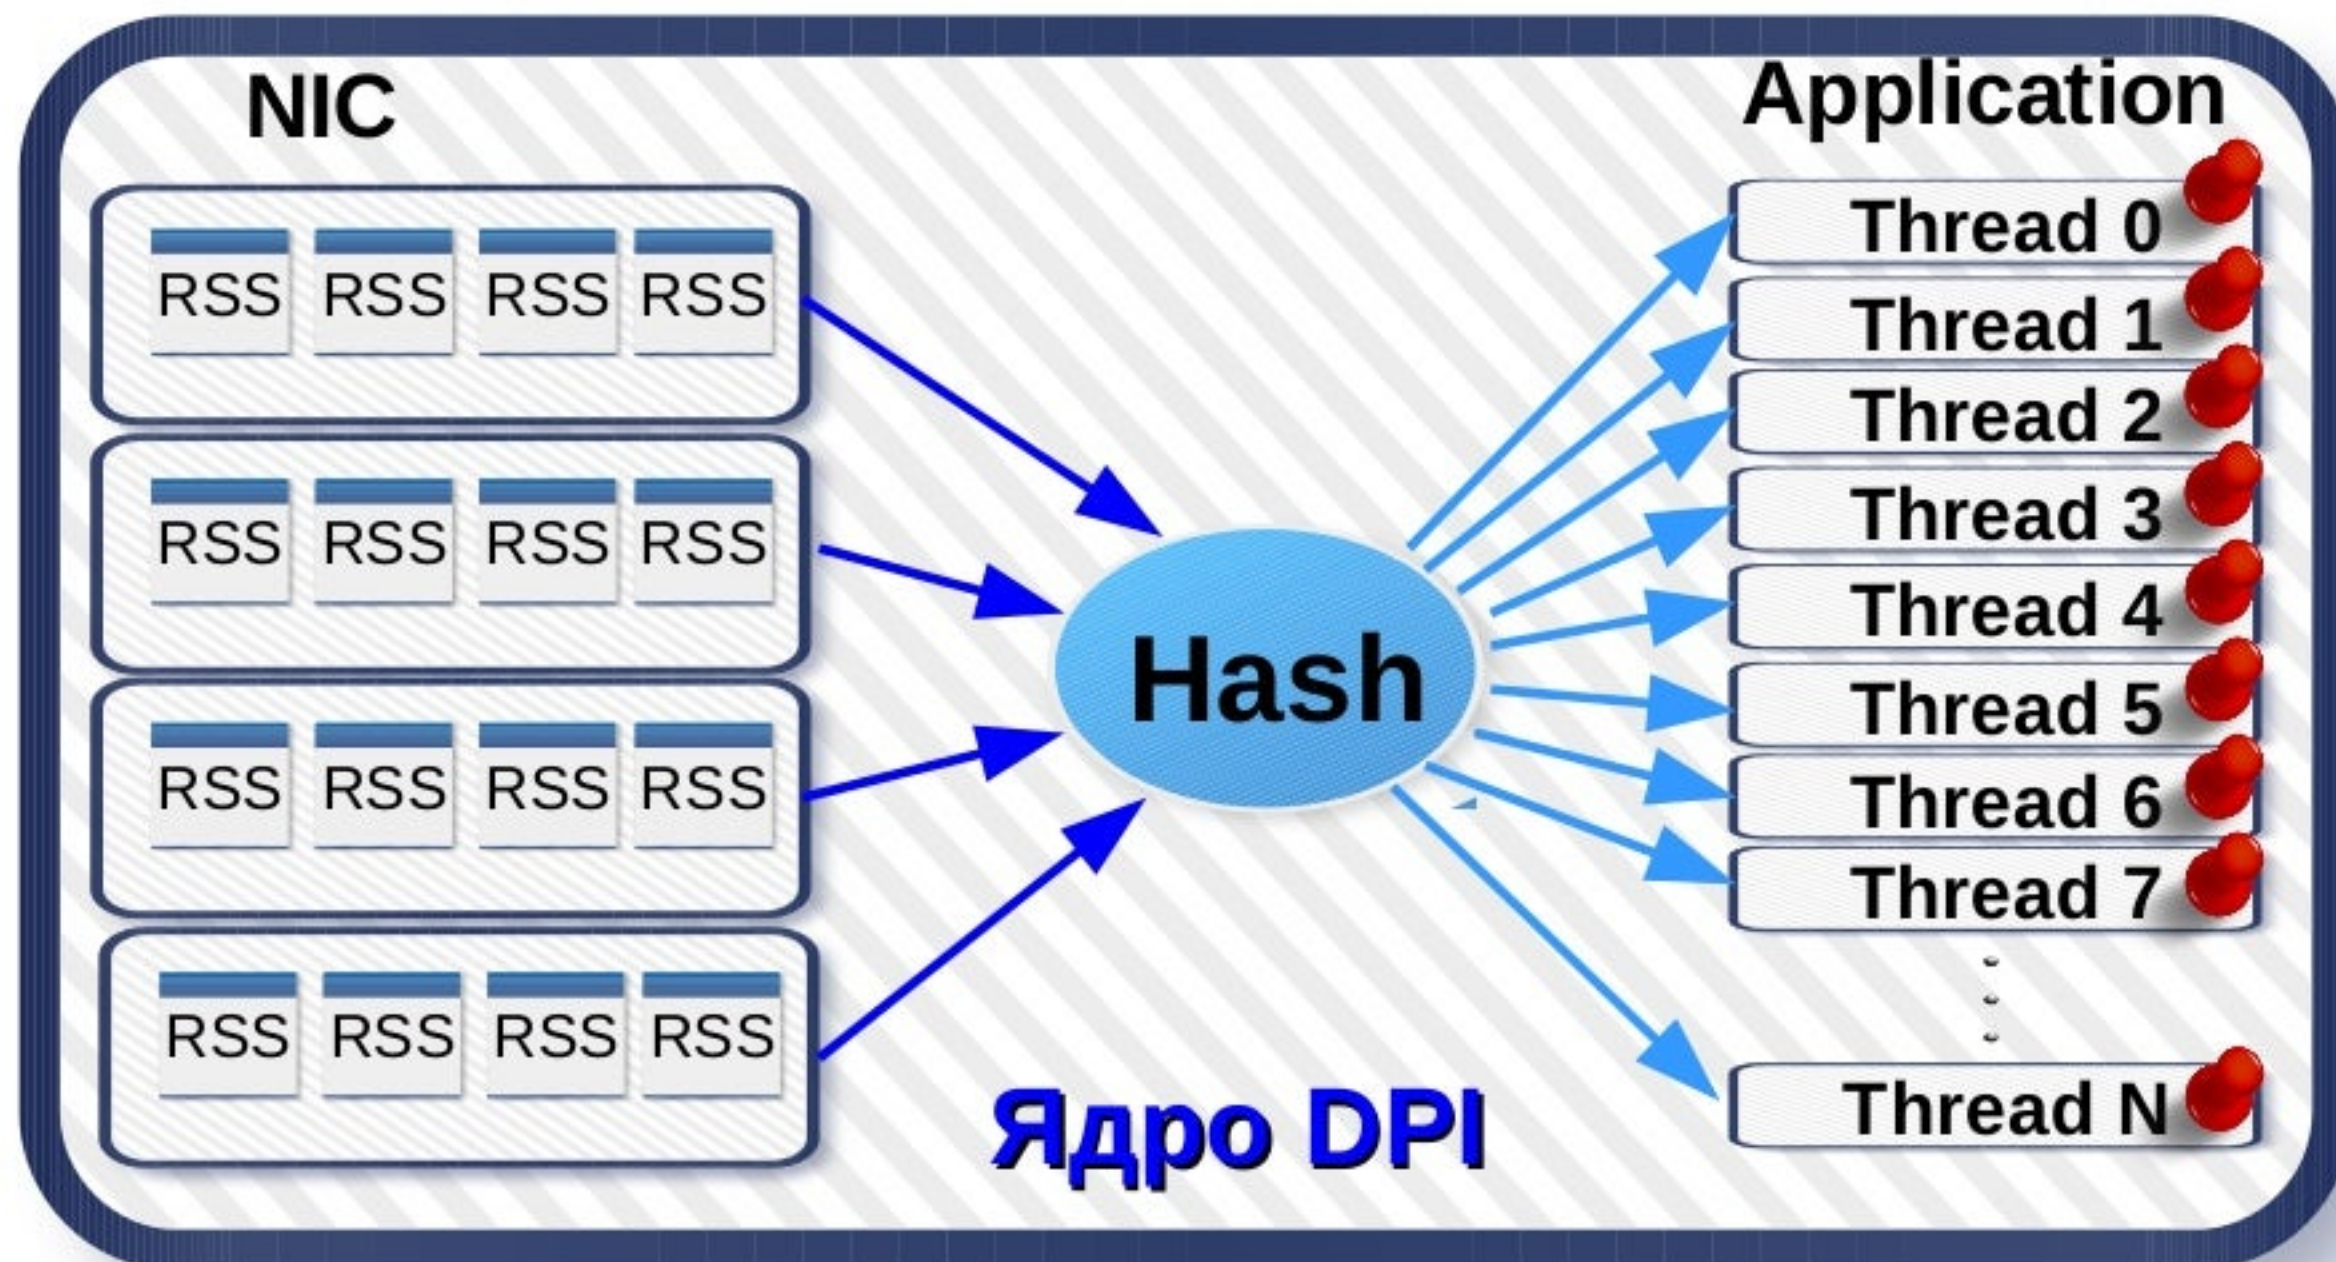 NIC
Application
RSS RSS RSS RSS
RSS RSS RSS RSS
RSS RSS RSS RSS
RSS RSS RSS RSS
Hash
Ядро DPI
Thread 0
Thread 1
Thread 2
Thread 3
Thread 4
Thread 5
Thread 6
Thread 7
Thread N